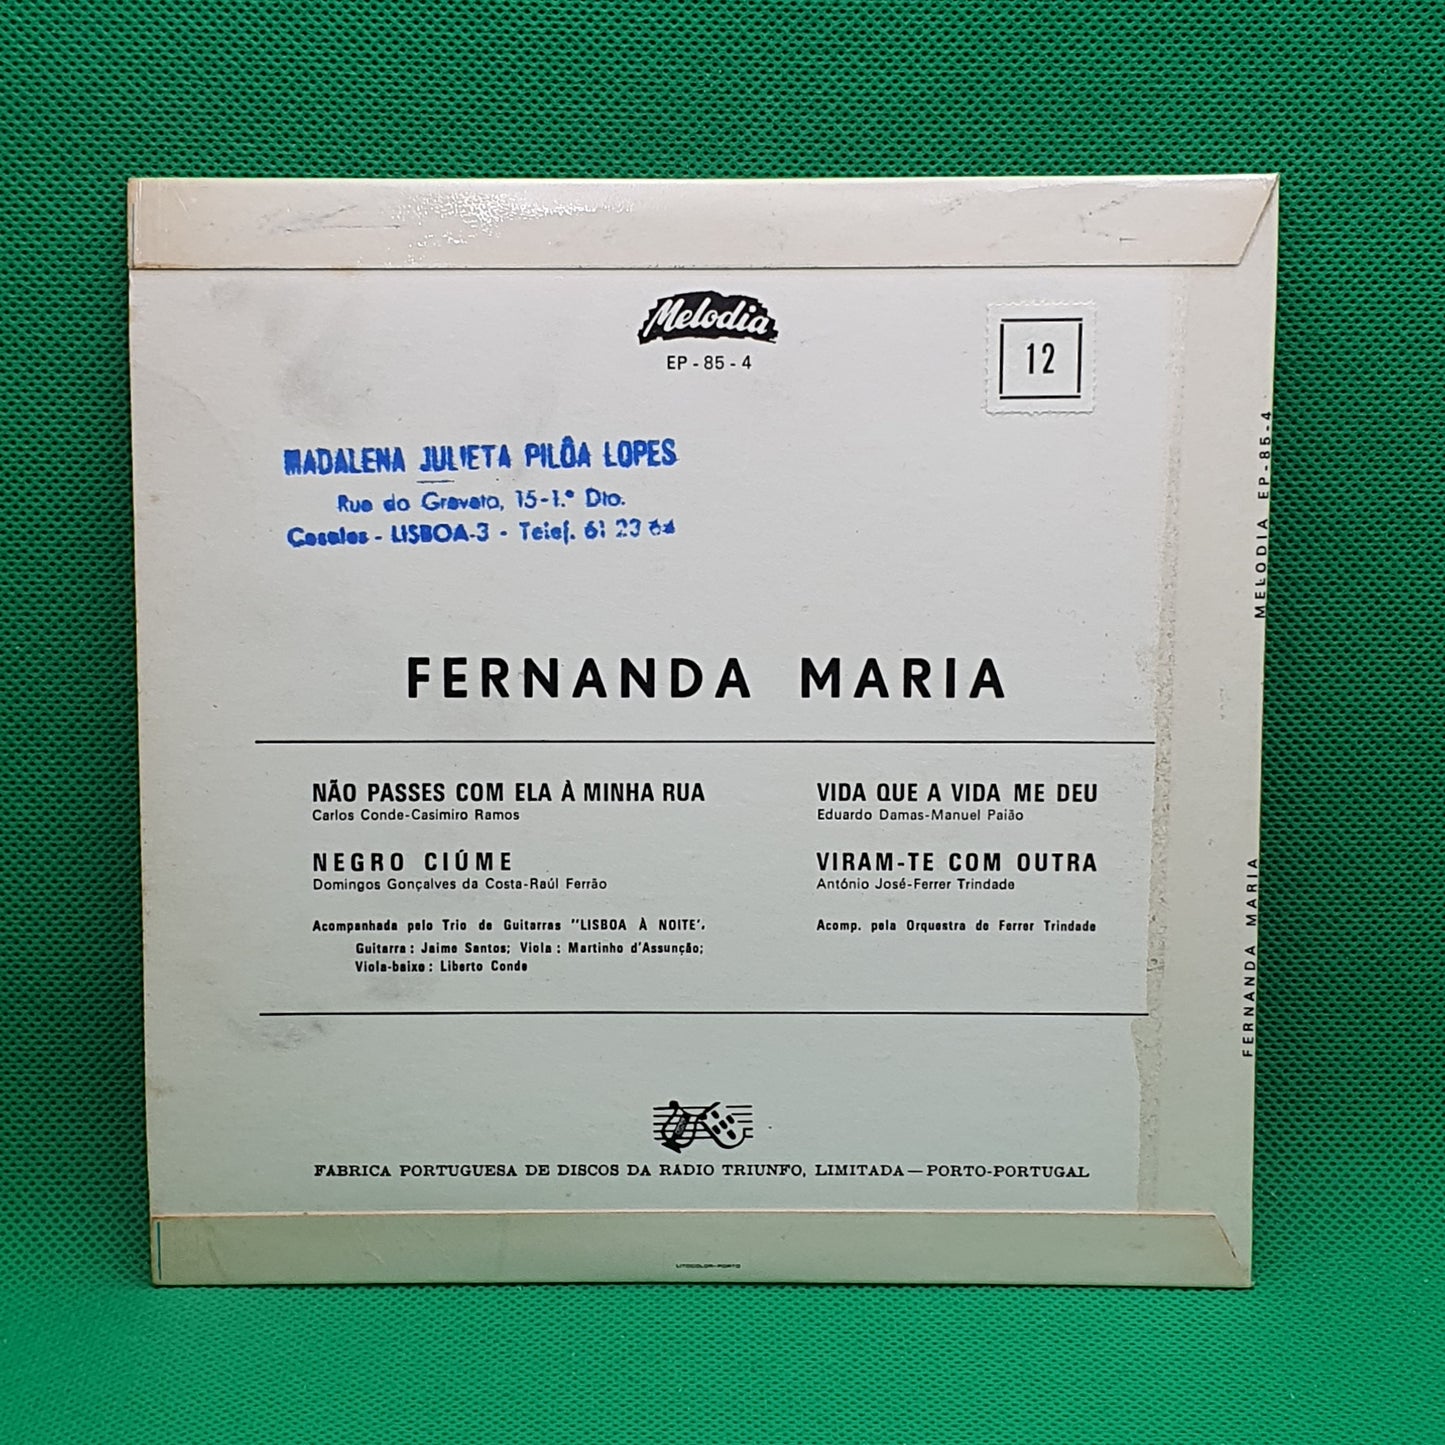 Melodia
EP - 85 - 4
12
MADALENA JULIETA PILÔA LOPES
Rua do Gravato, 15-1.º Dto.
Casales - LISBOA-3 - Telef. 61 23
FERNANDA MARIA
NÃO PASSES COM ELA À MINHA RUA
Carlos Conde-Casimiro Ramos
NEGRO CIÚME
Domingos Gonçalves da Costa-Raúl Ferrão
Acompanhada pelo Trio de Guitarras "LISBOA À NOITE'.
Guitarra : Jaime Santos; Viola : Martinho d'Assunção;
Viola-baixo : Liberto Conde
VIDA QUE A VIDA ME DEU
Eduardo Damas-Manuel Paião
VIRAM-TE COM OUTRA
António José-Ferrer Trindade
Acomp. pela Orquestra de Ferrer Trindade
FÁBRICA PORTUGUESA DE DISCOS DA RÁDIO TRIUNFO, LIMITADA — PORTO-PORTUGAL
LITOCOLOR-PORTO
FERNANDA MARIA MELODIA EP-85-4